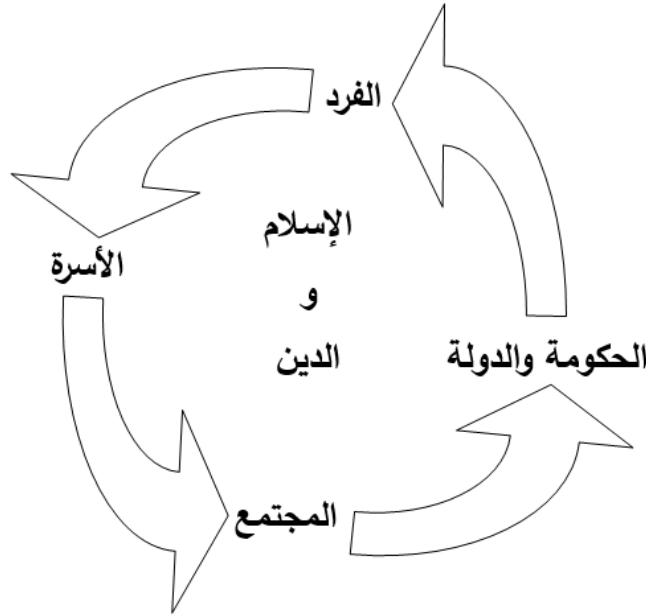 الفرد
الإسلام
و
الدين
الأسرة
الحكومة والدولة
المجتمع